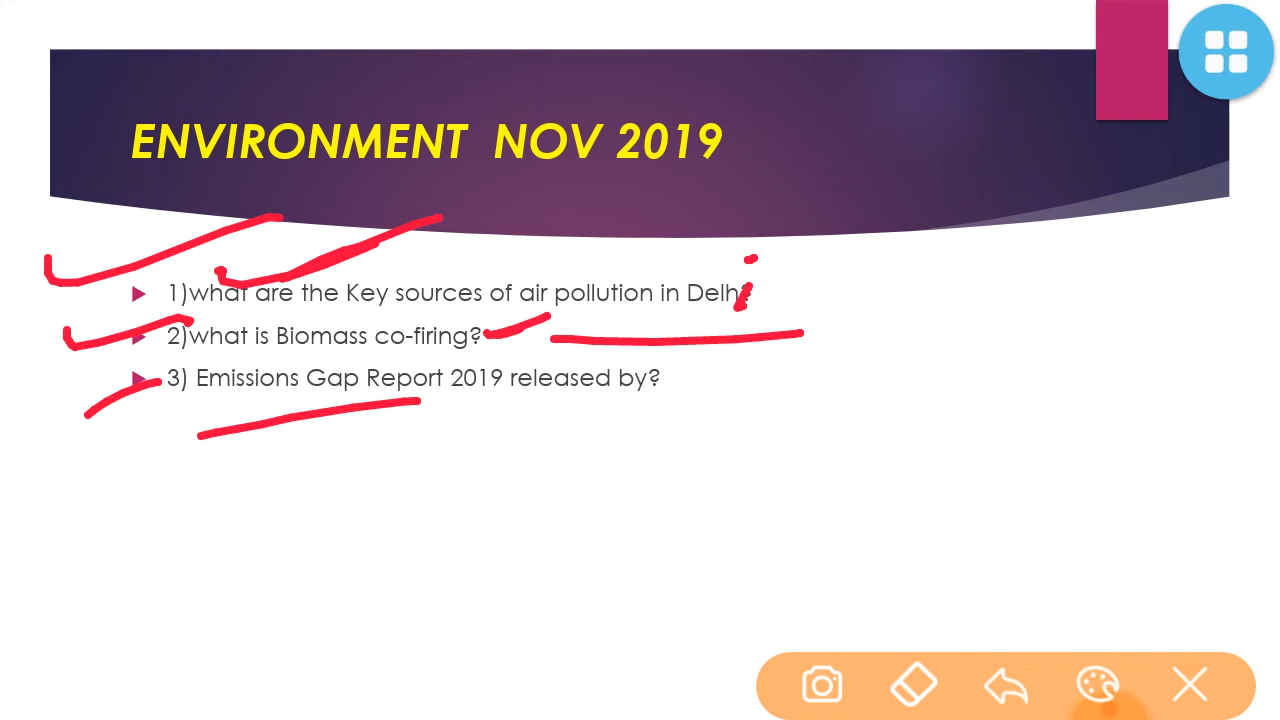 ENVIRONMENT NOV 2019
1)what are the Key sources of air pollution in Delhi?
2)what is Biomass co-firing?
3) Emissions Gap Report 2019 released by?